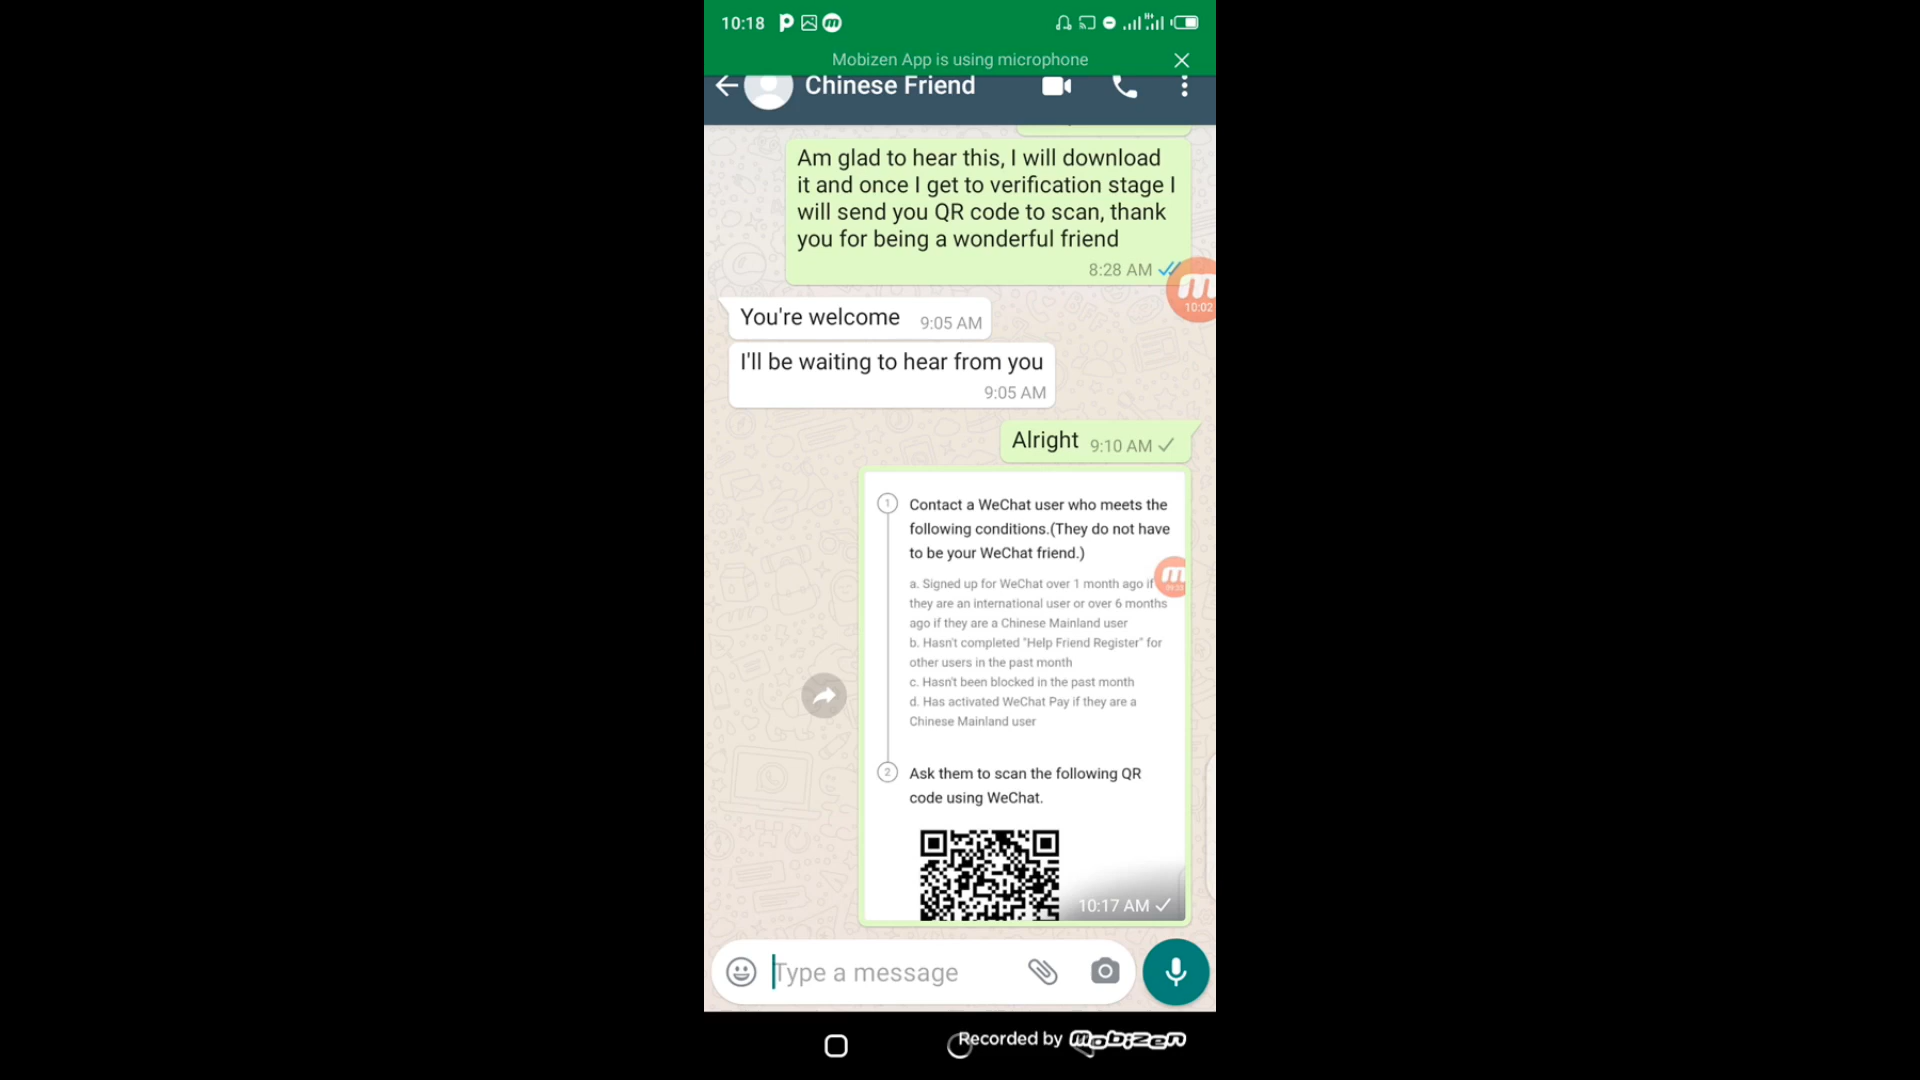 10:18
Mobizen App is using microphone
Chinese Friend
Am glad to hear this, I will download
it and once I get to verification stage I
will send you QR code to scan, thank
you for being a wonderful friend
8:28 AM
10:02
You're welcome 9:05 AM
I'll be waiting to hear from you
9:05 AM
Alright 9:10 AM
1 Contact a WeChat user who meets the
following conditions.(They do not have
to be your WeChat friend.)
a. Signed up for WeChat over 1 month ago if
they are an international user or over 6 months
ago if they are a Chinese Mainland user
b. Hasn't completed "Help Friend Register" for
other users in the past month
c. Hasn't been blocked in the past month
d. Has activated WeChat Pay if they are a
Chinese Mainland user
2 Ask them to scan the following QR
code using WeChat.
10:17 AM
Type a message
Recorded by mobizen